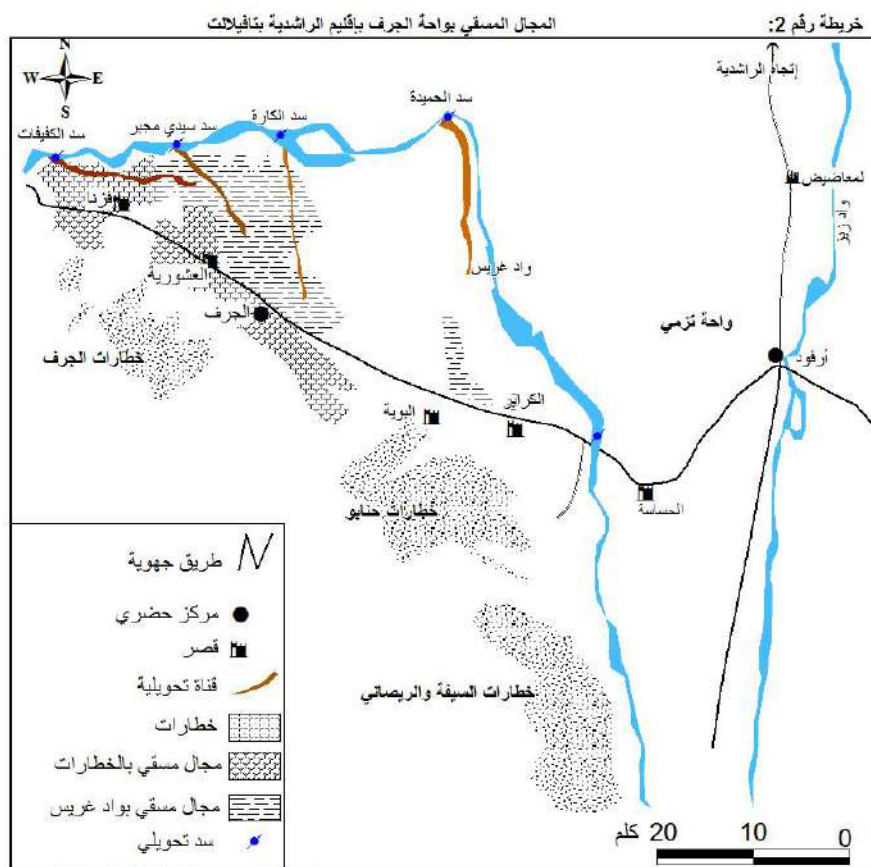 خريطة رقم 2: المجال المسقي بواحة الجرف بإقليم الراشدية بتافيلالت
N
W E
S
إتجاه الراشدية
سد الحميدة
سد الكارة
سد سيدي مجبر
سد الكفيفات
لمعاضيض
فزنا
واد زيز
واد غريس
العشورية
الجرف
واحة تزمي
خطارات الجرف
أرفود
الكراير
البوية
الحساسة
خطارات حنابو
طريق جهوية
مركز حضري
قصر
خطارات السيفة والريصاني
قناة تحويلية
خطارات
مجال مسقي بالخطارات
مجال مسقي بواد غريس
سد تحويلي
كلم 20 10 0